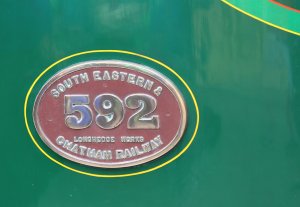 SOUTH EASTERN &
592
LONGHEDGE WORKS
CHATHAM RAILWAY